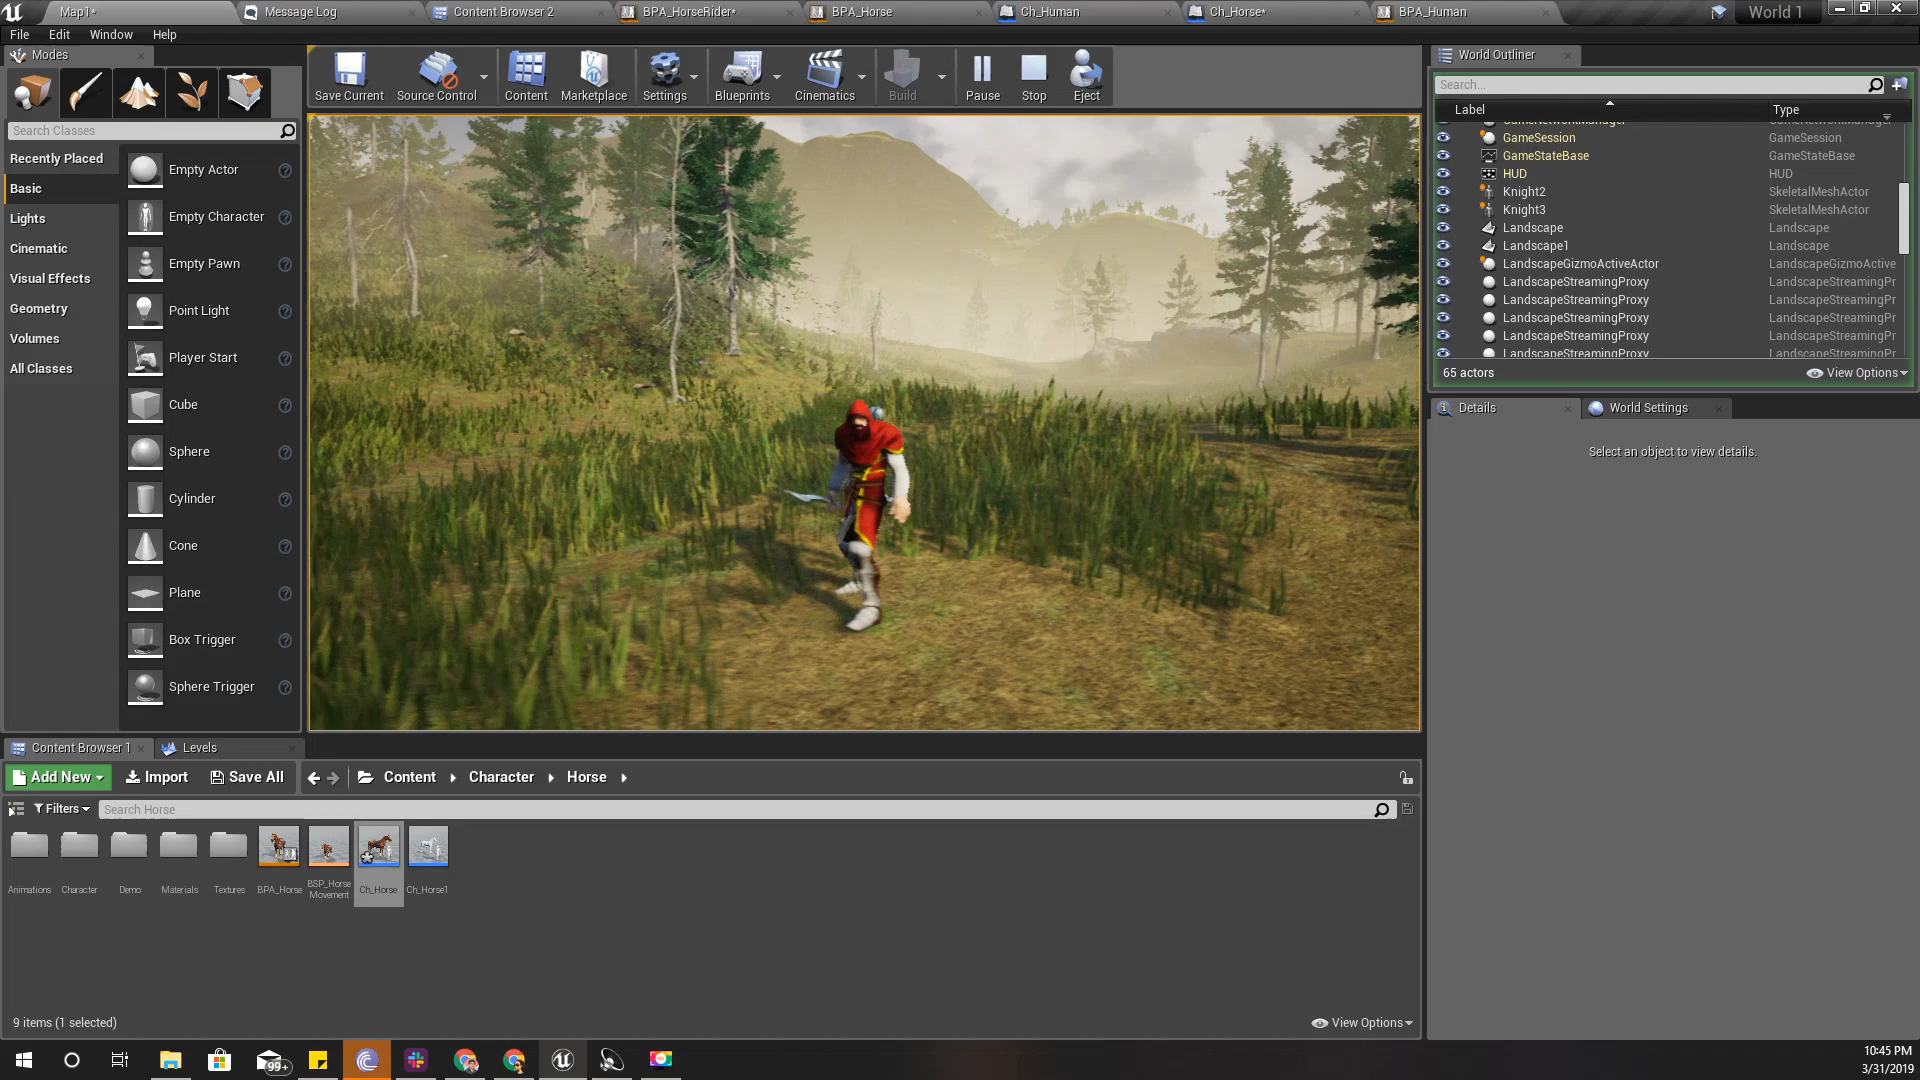 Map1*
Message Log
Content Browser 2
BPA_HorseRider*
BPA_Horse
Ch_Human
Ch_Horse*
BPA_Human
World 1
File
Edit
Window
Help
Modes
Search Classes
Recently Placed
Basic
Lights
Cinematic
Visual Effects
Geometry
Volumes
All Classes
Empty Actor
Empty Character
Empty Pawn
Point Light
Player Start
Cube
Sphere
Cylinder
Cone
Plane
Box Trigger
Sphere Trigger
Save Current
Source Control
Content
Marketplace
Settings
Blueprints
Cinematics
Build
Pause
Stop
Eject
World Outliner
Search...
Label
Type
GameNetworkManager GameNetworkManager
GameSession GameSession
GameStateBase GameStateBase
HUD HUD
Knight2 SkeletalMeshActor
Knight3 SkeletalMeshActor
Landscape Landscape
Landscape1 Landscape
LandscapeGizmoActiveActor LandscapeGizmoActive
LandscapeStreamingProxy LandscapeStreamingPr
LandscapeStreamingProxy LandscapeStreamingPr
LandscapeStreamingProxy LandscapeStreamingPr
LandscapeStreamingProxy LandscapeStreamingPr
LandscapeStreamingProxy LandscapeStreamingPr
65 actors
View Options
Details
World Settings
Select an object to view details.
Content Browser 1
Levels
Add New
Import
Save All
Content
Character
Horse
Filters
Search Horse
Animations
Character
Demo
Materials
Textures
BPA_Horse
BSP_Horse
Movement
Ch_Horse
Ch_Horse1
9 items (1 selected)
View Options
99+
10:45 PM
3/31/2019